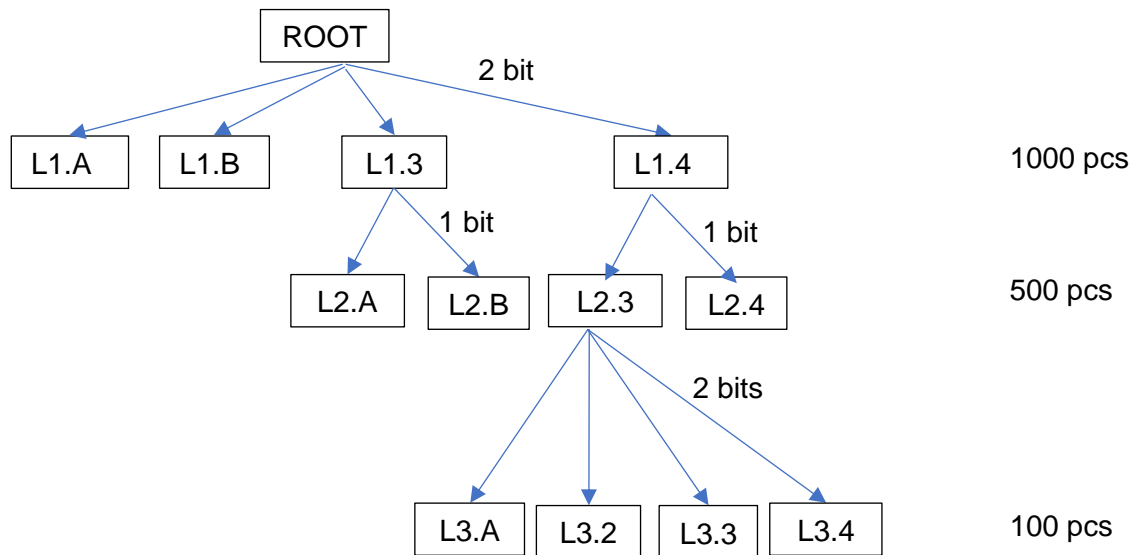 ROOT
2 bit
L1.A L1.B L1.3 L1.4 1000 pcs
1 bit 1 bit
L2.A L2.B L2.3 L2.4 500 pcs
2 bits
L3.A L3.2 L3.3 L3.4 100 pcs